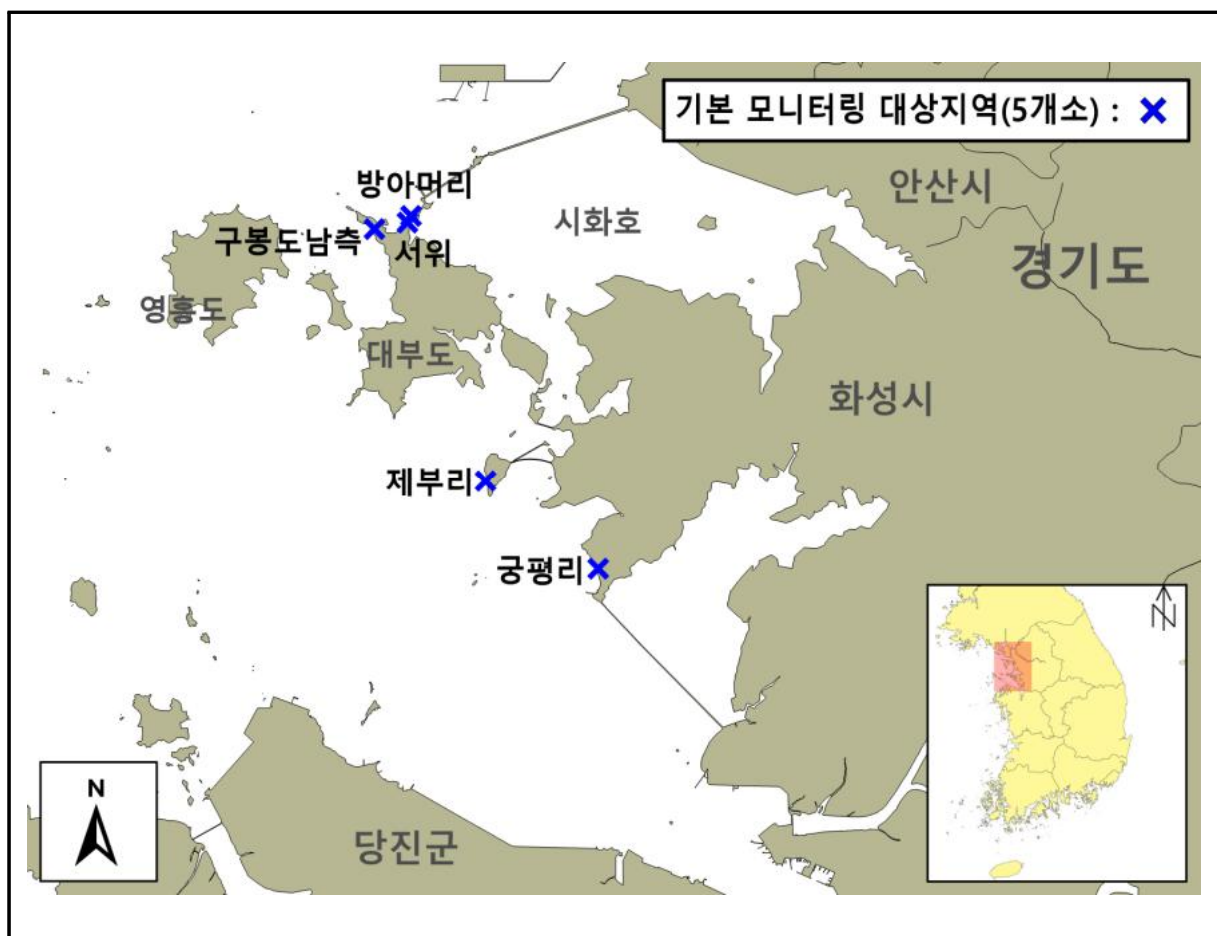 기본 모니터링 대상지역(5개소) :
방아머리
안산시
시화호
구봉도남측
서위
경기도
영흥도
대부도
화성시
제부리
궁평리
N
N
당진군